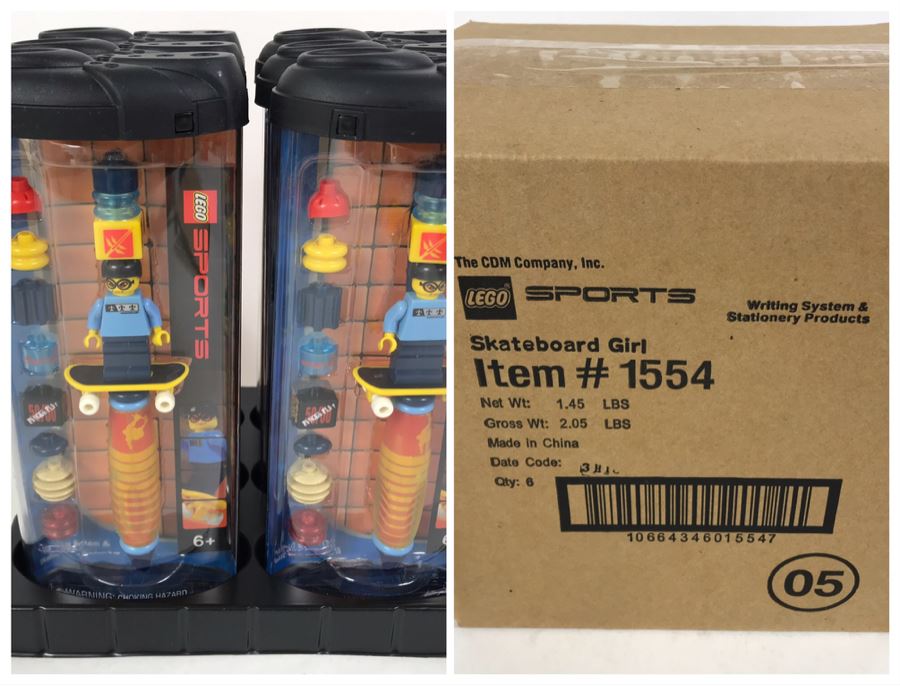 LEGO
SPORTS
6+
WARNING: CHOKING HAZARD
The CDM Company, Inc.
LEGO SPORTS
Writing System &
Stationery Products
Skateboard Girl
Item # 1554
Net Wt: 1.45 LBS
Gross Wt: 2.05 LBS
Made in China
Date Code:
Qty: 6
10664346015547
05